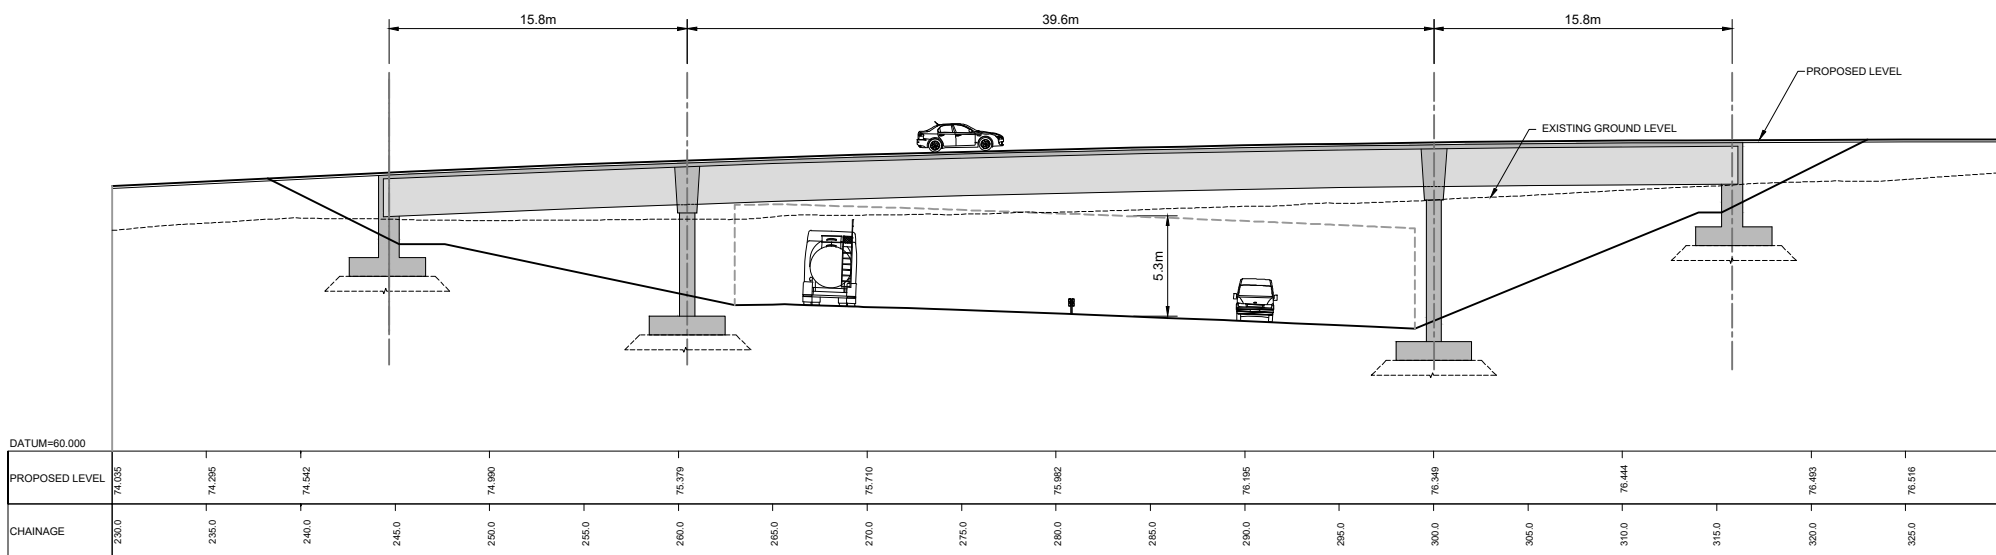 15.8m 39.6m 15.8m
PROPOSED LEVEL
EXISTING GROUND LEVEL
5.3m
DATUM=60.000
PROPOSED LEVEL 74.035 74.295 74.542 74.990 75.379 75.710 75.982 76.195 76.349 76.444 76.493 76.516
CHAINAGE 230.0 235.0 240.0 245.0 250.0 255.0 260.0 265.0 270.0 275.0 280.0 285.0 290.0 295.0 300.0 305.0 310.0 315.0 320.0 325.0